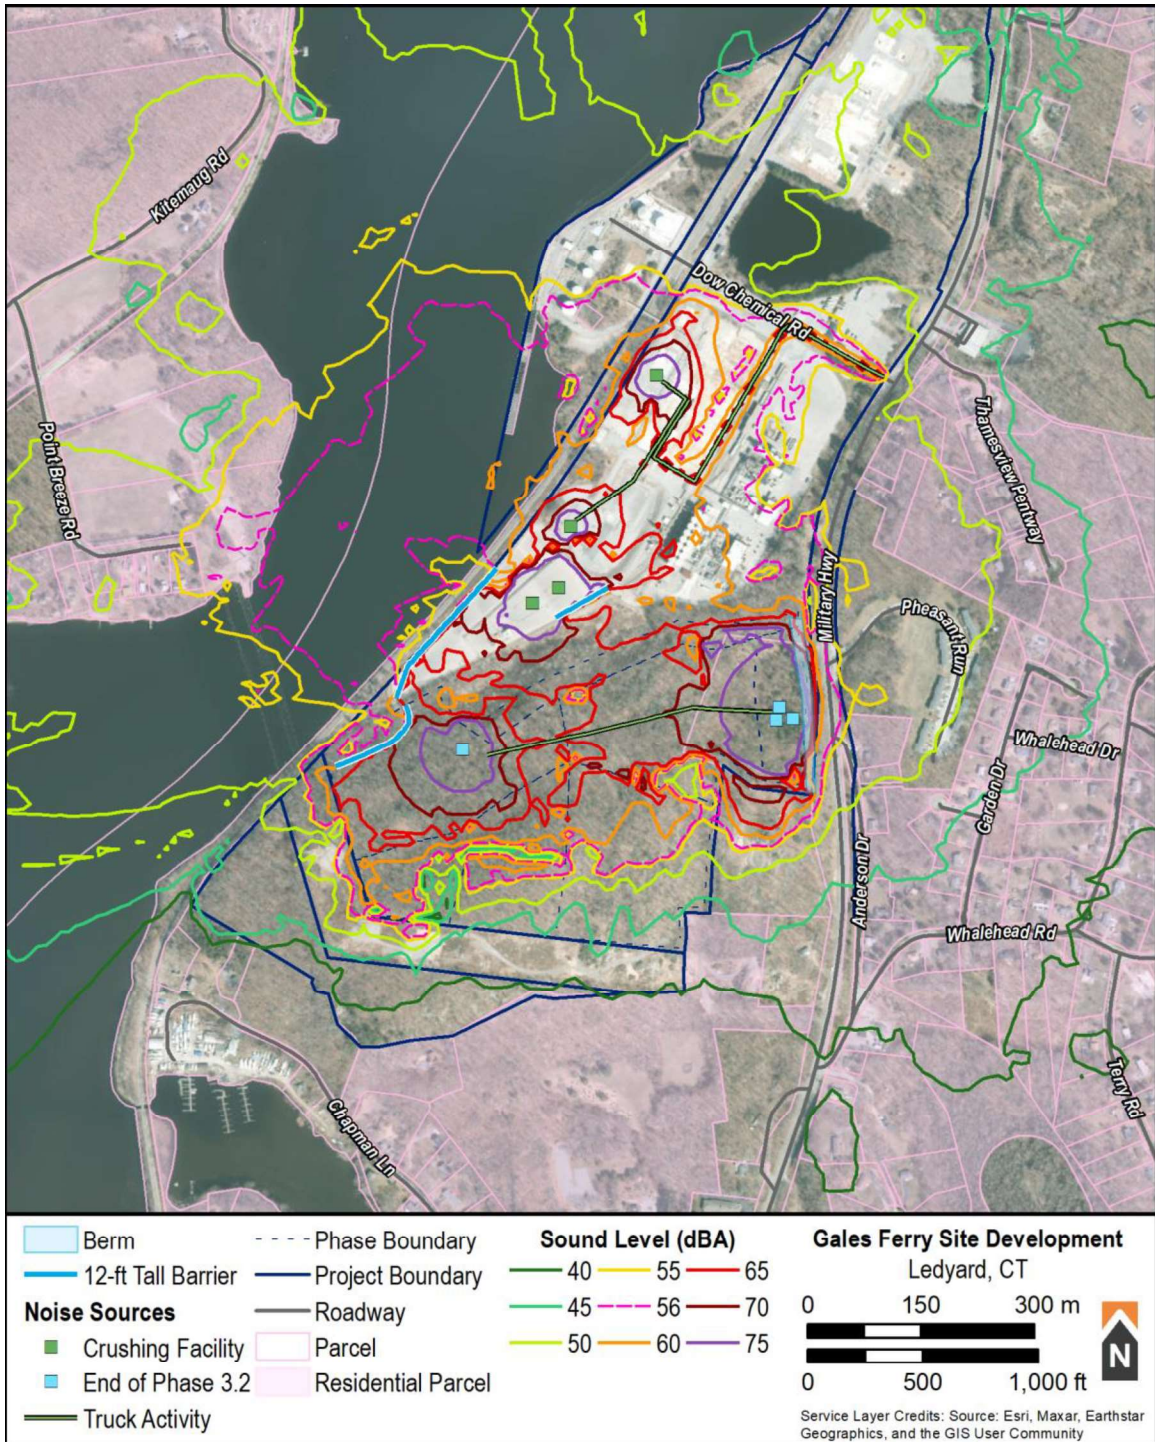 Kitemaug Rd
Dow Chemical Rd
Point Breeze Rd
Thamesview Pentway
Military Hwy
Pheasant Run
Whalehead Dr
Garden Dr
Anderson Dr
Whalehead Rd
Terry Rd
Chapman Ln
Berm
12-ft Tall Barrier
Noise Sources
Crushing Facility
End of Phase 3.2
Truck Activity
Phase Boundary
Project Boundary
Roadway
Parcel
Residential Parcel
Sound Level (dBA)
40 55 65
45 56 70
50 60 75
Gales Ferry Site Development
Ledyard, CT
0 150 300 m
0 500 1,000 ft
N
Service Layer Credits: Source: Esri, Maxar, Earthstar
Geographics, and the GIS User Community